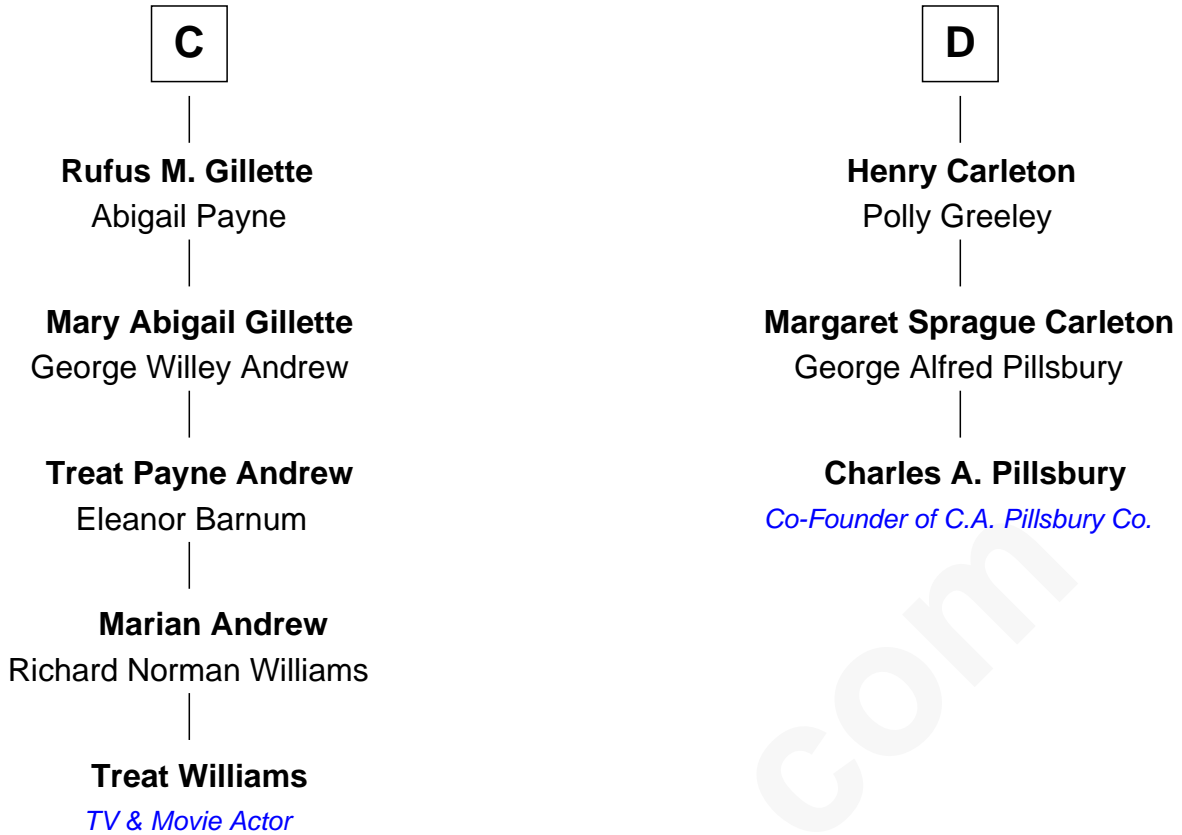 C
Rufus M. Gillette
Abigail Payne
Mary Abigail Gillette
George Willey Andrew
Treat Payne Andrew
Eleanor Barnum
Marian Andrew
Richard Norman Williams
Treat Williams
TV & Movie Actor
D
Henry Carleton
Polly Greeley
Margaret Sprague Carleton
George Alfred Pillsbury
Charles A. Pillsbury
Co-Founder of C.A. Pillsbury Co.
com